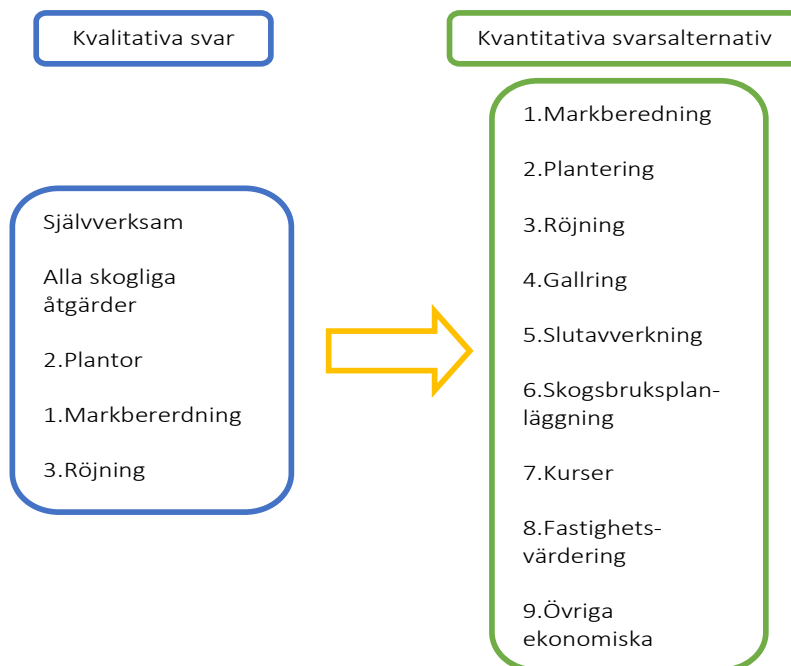 Kvalitativa svar
Självverksam
Alla skogliga
åtgärder
2.Plantor
1.Markbererdning
3.Röjning
Kvantitativa svarsalternativ
1.Markberedning
2.Plantering
3.Röjning
4.Gallring
5.Slutavverkning
6.Skogsbruksplan-
läggning
7.Kurser
8.Fastighets-
värdering
9.Övriga
ekonomiska